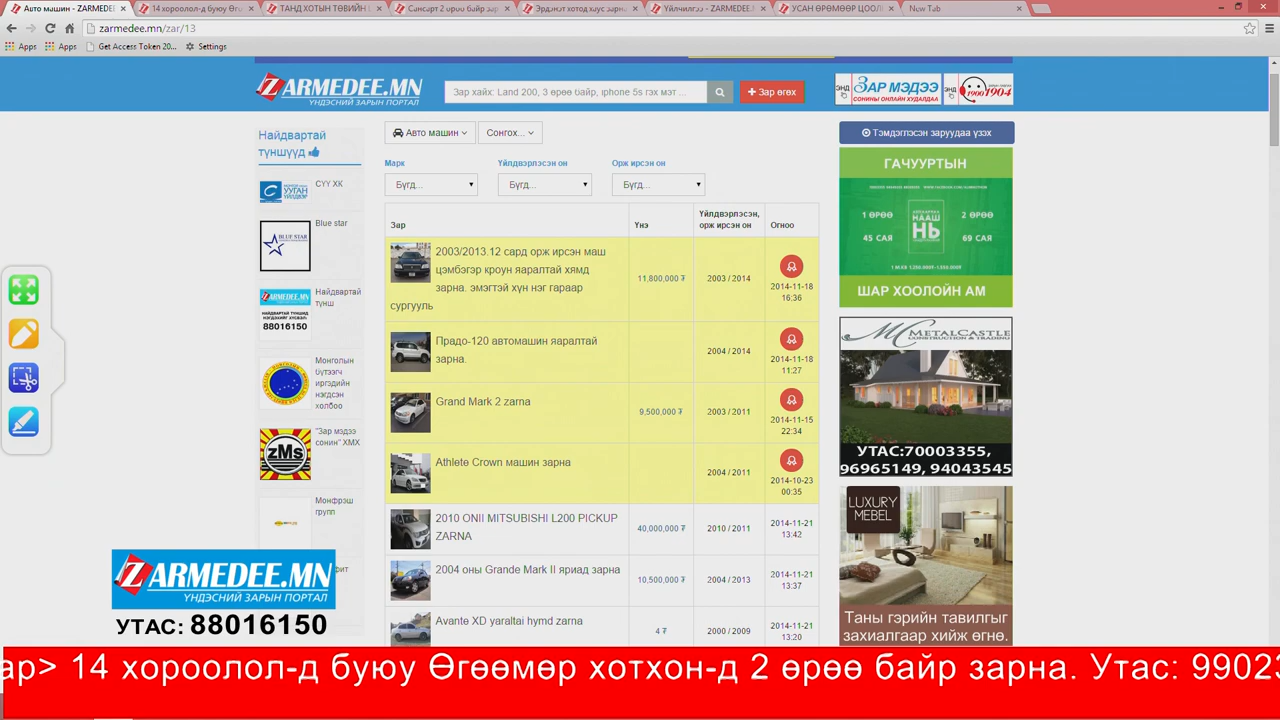 Авто машин - ZARMEDE
14 хороолол-д буюу Өгө
ТАНД ХОТЫН ТӨВИЙН
Сансарт 2 өрөө байр зар
Эрдэнэт хотод хаус зарна
Үйлчилгээ - ZARMEDEE.M
УСАН ӨРӨМӨӨР ЦООЛ
New Tab
zarmedee.mn/zar/13
Apps
Apps
Get Access Token 20...
Settings
ZARMEDEE.MN
ҮНДЭСНИЙ ЗАРЫН ПОРТАЛ
Зар хайх: Land 200, 3 өрөө байр, iphone 5s гэх мэт ...
Зар өгөх
ЭНД
ЗАР МЭДЭЭ
СОНИНЫ ОНЛАЙН ХУДАЛДАА
ЭНД
1900 1904
Найдвартай
түншүүд
СҮҮ ХК
Blue star
BLUE STAR
Найдвартай
түнш
ZARMEDEE.MN
88016150
Монголын
бүтээгч
иргэдийн
нэгдлийн
холбоо
"Зар мэдээ
сонин" ХМХ
ZMS
Монфрэш
групп
Авто машин
Сонгох...
Марк
Үйлдвэрлэсэн он
Орж ирсэн он
Бүгд...
Бүгд...
Бүгд...
Зар
Үнэ
Үйлдвэрлэсэн,
орж ирсэн он
Огноо
2003/2013.12 сард орж ирсэн маш
цэмбэгэр кроун яаралтай хямд
зарна. эмэгтэй хүн нэг гараар
сургууль
11,800,000 ₮
2003 / 2014
2014-11-18
16:36
Прадо-120 автомашин яаралтай
зарна.
2004 / 2014
2014-11-18
11:27
Grand Mark 2 zarna
9,500,000 ₮
2003 / 2011
2014-11-15
22:34
Athlete Crown машин зарна
2004 / 2011
2014-10-23
00:35
2010 ONII MITSUBISHI L200 PICKUP
ZARNA
40,000,000 ₮
2010 / 2011
2014-11-21
13:42
2004 оны Grande Mark II яриад зарна
10,500,000 ₮
2004 / 2013
2014-11-21
13:37
Avante XD yaraltai hymd zarna
4 ₮
2000 / 2009
2014-11-21
13:20
Тэмдэглэсэн заруудаа үзэх
ГАЧУУРТЫН
1 ӨРӨӨ
45 САЯ
НААШ
НЬ
2 ӨРӨӨ
69 САЯ
ШАР ХООЛОЙН АМ
METALCASTLE
CONSTRUCTION & TRADING
УТАС:70003355,
96965149, 94043545
LUXURY
MEBEL
Таны гэрийн тавилгыг
захиалгаар хийж өгнө.
ZARMEDEE.MN
ҮНДЭСНИЙ ЗАРЫН ПОРТАЛ
УТАС: 88016150
ар> 14 хороолол-д буюу Өгөөмөр хотхон-д 2 өрөө байр зарна. Утас: 99023